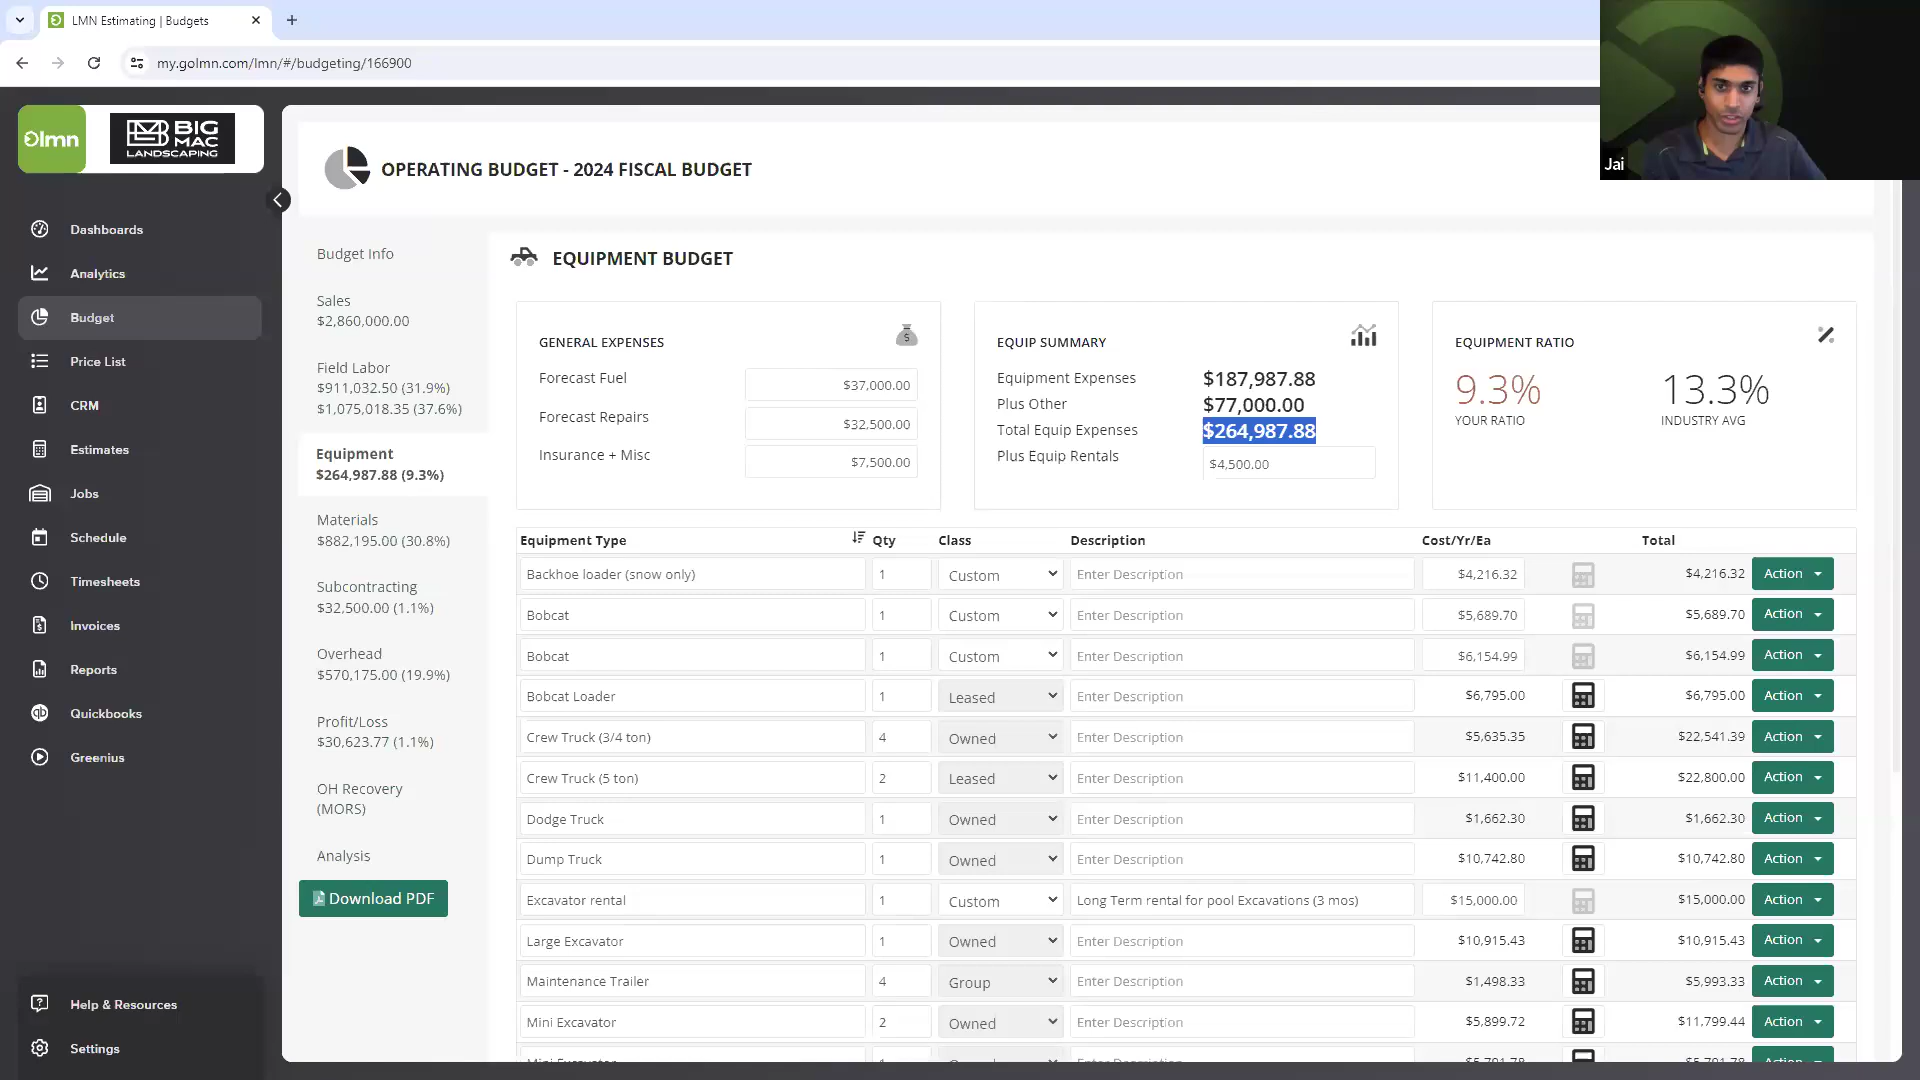 LMN Estimating | Budgets
my.golmn.com/lmn/#/budgeting/166900
Jai
lmn
BIG
MAC
LANDSCAPING
Dashboards
Analytics
Budget
Price List
CRM
Estimates
Jobs
Schedule
Timesheets
Invoices
Reports
Quickbooks
Greenius
Help & Resources
Settings
OPERATING BUDGET - 2024 FISCAL BUDGET
Budget Info
Sales
$2,860,000.00
Field Labor
$911,032.50 (31.9%)
$1,075,018.35 (37.6%)
Equipment
$264,987.88 (9.3%)
Materials
$882,195.00 (30.8%)
Subcontracting
$32,500.00 (1.1%)
Overhead
$570,175.00 (19.9%)
Profit/Loss
$30,623.77 (1.1%)
OH Recovery
(MORS)
Analysis
Download PDF
EQUIPMENT BUDGET
GENERAL EXPENSES
Forecast Fuel $37,000.00
Forecast Repairs $32,500.00
Insurance + Misc $7,500.00
EQUIP SUMMARY
Equipment Expenses $187,987.88
Plus Other $77,000.00
Total Equip Expenses $264,987.88
Plus Equip Rentals $4,500.00
EQUIPMENT RATIO
9.3% 13.3%
YOUR RATIO INDUSTRY AVG
Equipment Type Qty Class Description Cost/Yr/Ea Total
Backhoe loader (snow only) 1 Custom Enter Description $4,216.32 $4,216.32 Action
Bobcat 1 Custom Enter Description $5,689.70 $5,689.70 Action
Bobcat 1 Custom Enter Description $6,154.99 $6,154.99 Action
Bobcat Loader 1 Leased Enter Description $6,795.00 $6,795.00 Action
Crew Truck (3/4 ton) 4 Owned Enter Description $5,635.35 $22,541.39 Action
Crew Truck (5 ton) 2 Leased Enter Description $11,400.00 $22,800.00 Action
Dodge Truck 1 Owned Enter Description $1,662.30 $1,662.30 Action
Dump Truck 1 Owned Enter Description $10,742.80 $10,742.80 Action
Excavator rental 1 Custom Long Term rental for pool Excavations (3 mos) $15,000.00 $15,000.00 Action
Large Excavator 1 Owned Enter Description $10,915.43 $10,915.43 Action
Maintenance Trailer 4 Group Enter Description $1,498.33 $5,993.33 Action
Mini Excavator 2 Owned Enter Description $5,899.72 $11,799.44 Action